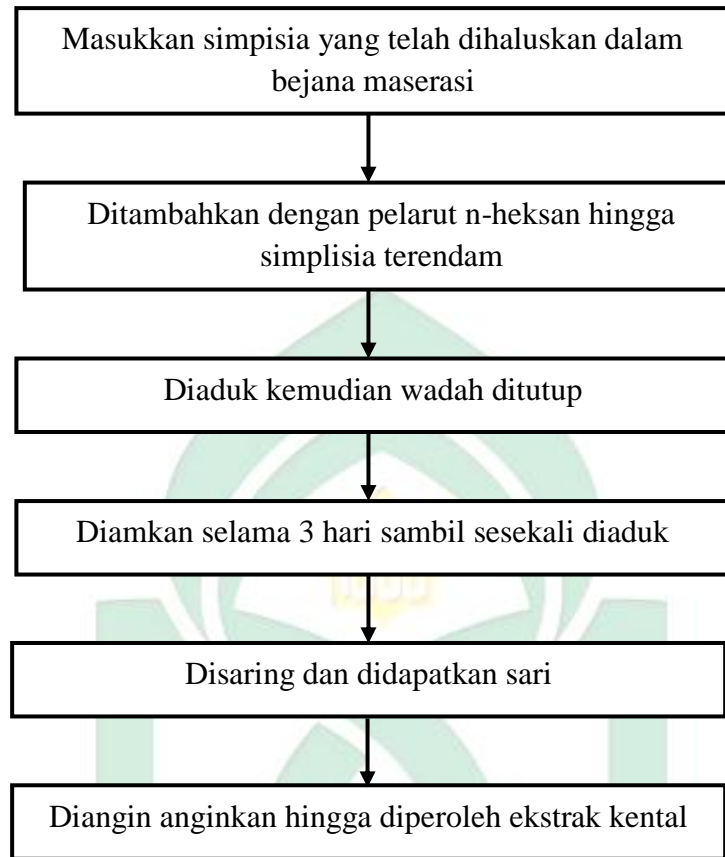 Masukkan simpisia yang telah dihaluskan dalam
bejana maserasi
Ditambahkan dengan pelarut n-heksan hingga
simplisia terendam
Diaduk kemudian wadah ditutup
Diamkan selama 3 hari sambil sesekali diaduk
Disaring dan didapatkan sari
Diangin anginkan hingga diperoleh ekstrak kental